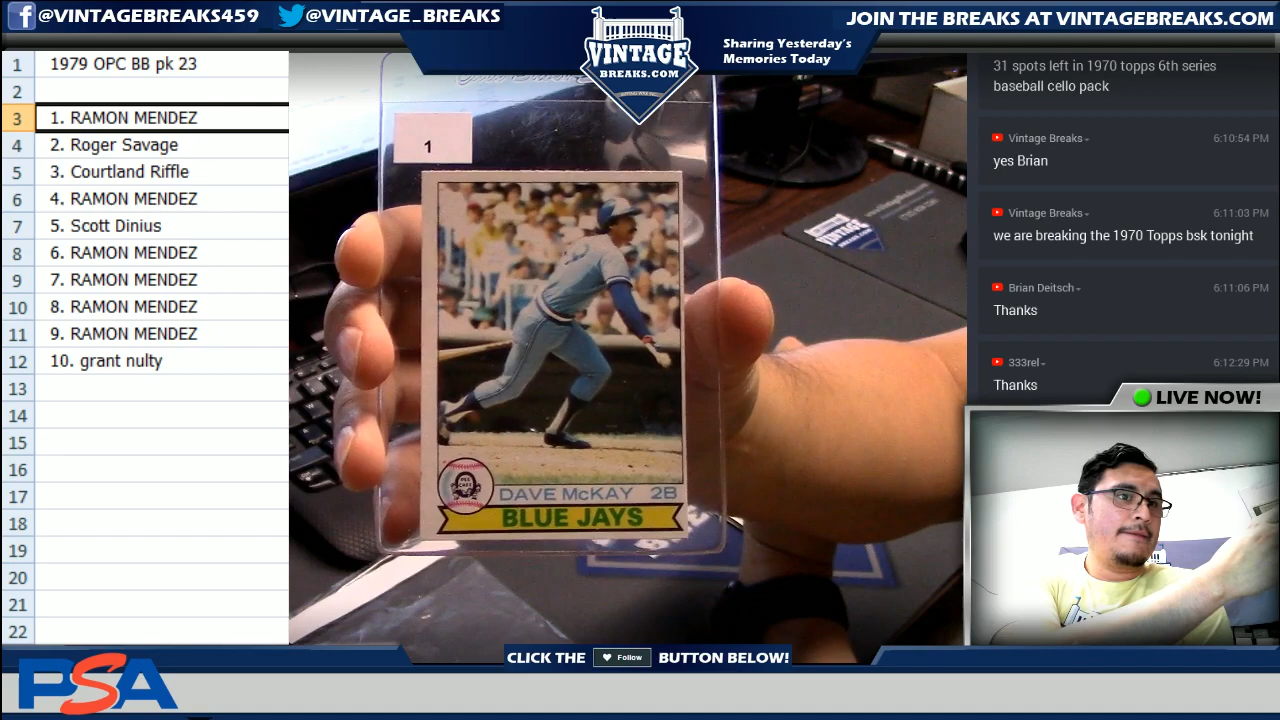 @VINTAGEBREAKS459
@VINTAGE_BREAKS
VINTAGE
BREAKS.COM
Sharing Yesterday's
Memories Today
JOIN THE BREAKS AT VINTAGEBREAKS.COM
1 1979 OPC BB pk 23
2
3 1. RAMON MENDEZ
4 2. Roger Savage
5 3. Courtland Riffle
6 4. RAMON MENDEZ
7 5. Scott Dinius
8 6. RAMON MENDEZ
9 7. RAMON MENDEZ
10 8. RAMON MENDEZ
11 9. RAMON MENDEZ
12 10. grant nulty
13
14
15
16
17
18
19
20
21
22
1
DAVE McKAY 2B
BLUE JAYS
VINTAGE
BREAKS
31 spots left in 1970 topps 6th series
baseball cello pack
Vintage Breaks 6:10:54 PM
yes Brian
Vintage Breaks 6:11:03 PM
we are breaking the 1970 Topps bsk tonight
Brian Deitsch 6:11:06 PM
Thanks
333rel 6:12:29 PM
Thanks
LIVE NOW!
CLICK THE Follow BUTTON BELOW!
PSA